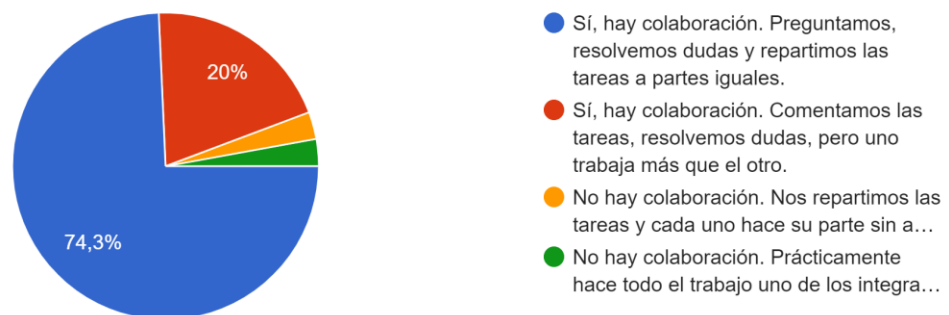 20%
74,3%
Sí, hay colaboración. Preguntamos,
resolvemos dudas y repartimos las
tareas a partes iguales.
Sí, hay colaboración. Comentamos las
tareas, resolvemos dudas, pero uno
trabaja más que el otro.
No hay colaboración. Nos repartimos las
tareas y cada uno hace su parte sin a…
No hay colaboración. Prácticamente
hace todo el trabajo uno de los integra…